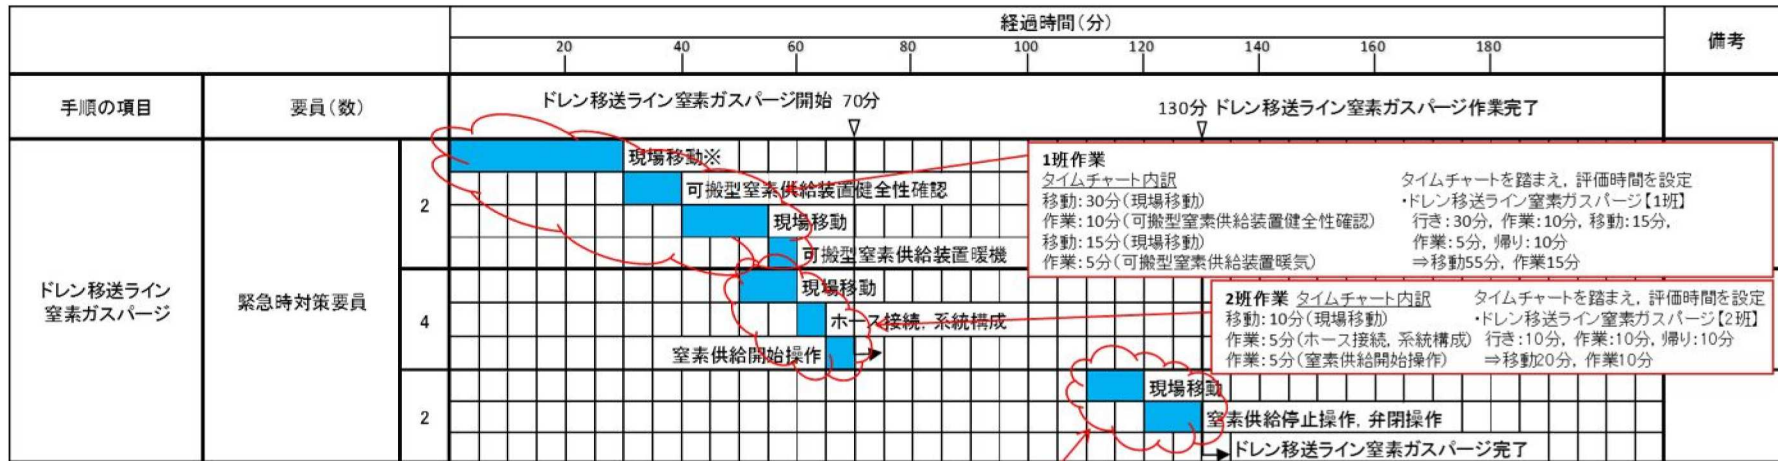 経過時間(分)
備考
20 40 60 80 100 120 140 160 180
手順の項目
要員(数)
ドレン移送ライン窒素ガスパージ開始 70分
130分 ドレン移送ライン窒素ガスパージ作業完了
ドレン移送ライン
窒素ガスパージ
緊急時対策要員
2
現場移動※
可搬型窒素供給装置健全性確認
現場移動
可搬型窒素供給装置暖機
4
現場移動
ホース接続, 系統構成
窒素供給開始操作
2
現場移動
窒素供給停止操作, 弁閉操作
ドレン移送ライン窒素ガスパージ完了
1班作業
タイムチャート内訳
移動:30分(現場移動)
作業:10分(可搬型窒素供給装置健全性確認)
移動:15分(現場移動)
作業:5分(可搬型窒素供給装置暖気)
タイムチャートを踏まえ, 評価時間を設定
・ドレン移送ライン窒素ガスパージ【1班】
行き:30分, 作業:10分, 移動:15分,
作業:5分, 帰り:10分
⇒移動55分, 作業15分
2班作業 タイムチャート内訳
移動:10分(現場移動)
作業:5分(ホース接続, 系統構成)
作業:5分(窒素供給開始操作)
タイムチャートを踏まえ, 評価時間を設定
・ドレン移送ライン窒素ガスパージ【2班】
行き:10分, 作業:10分, 帰り:10分
⇒移動20分, 作業10分